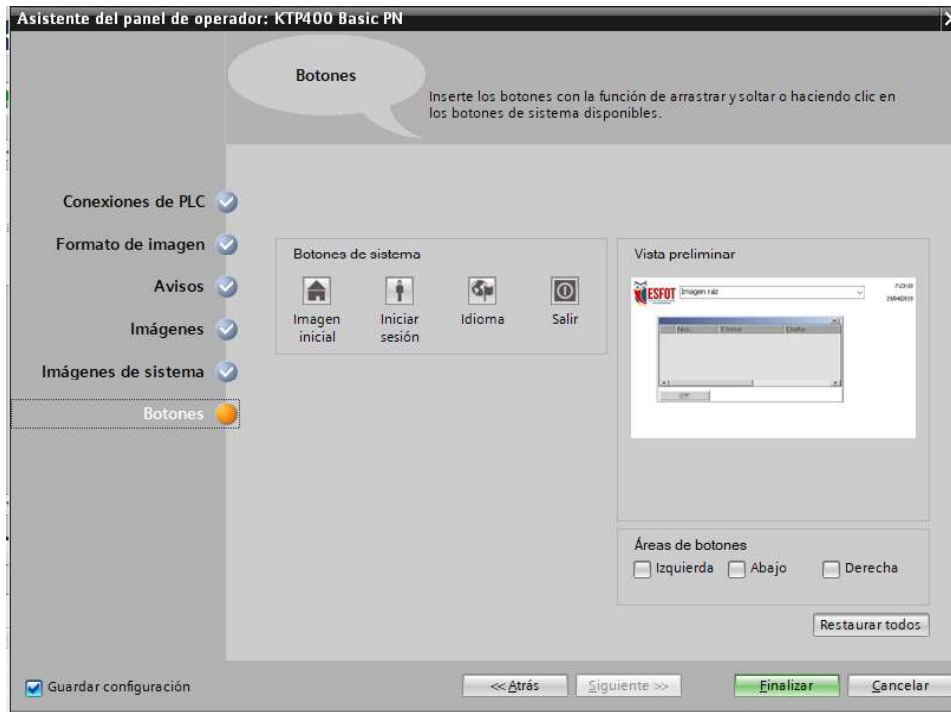 Asistente del panel de operador: KTP400 Basic PN
Botones
Inserte los botones con la función de arrastrar y soltar o haciendo clic en
los botones de sistema disponibles.
Conexiones de PLC
Formato de imagen
Avisos
Imágenes
Imágenes de sistema
Botones
Botones de sistema
Imagen inicial
Iniciar sesión
Idioma
Salir
Vista preliminar
ESFOT
Imagen raíz
No. Time Date
Áreas de botones
Izquierda Abajo Derecha
Restaurar todos
Guardar configuración
<< Atrás
Siguiente >>
Finalizar
Cancelar